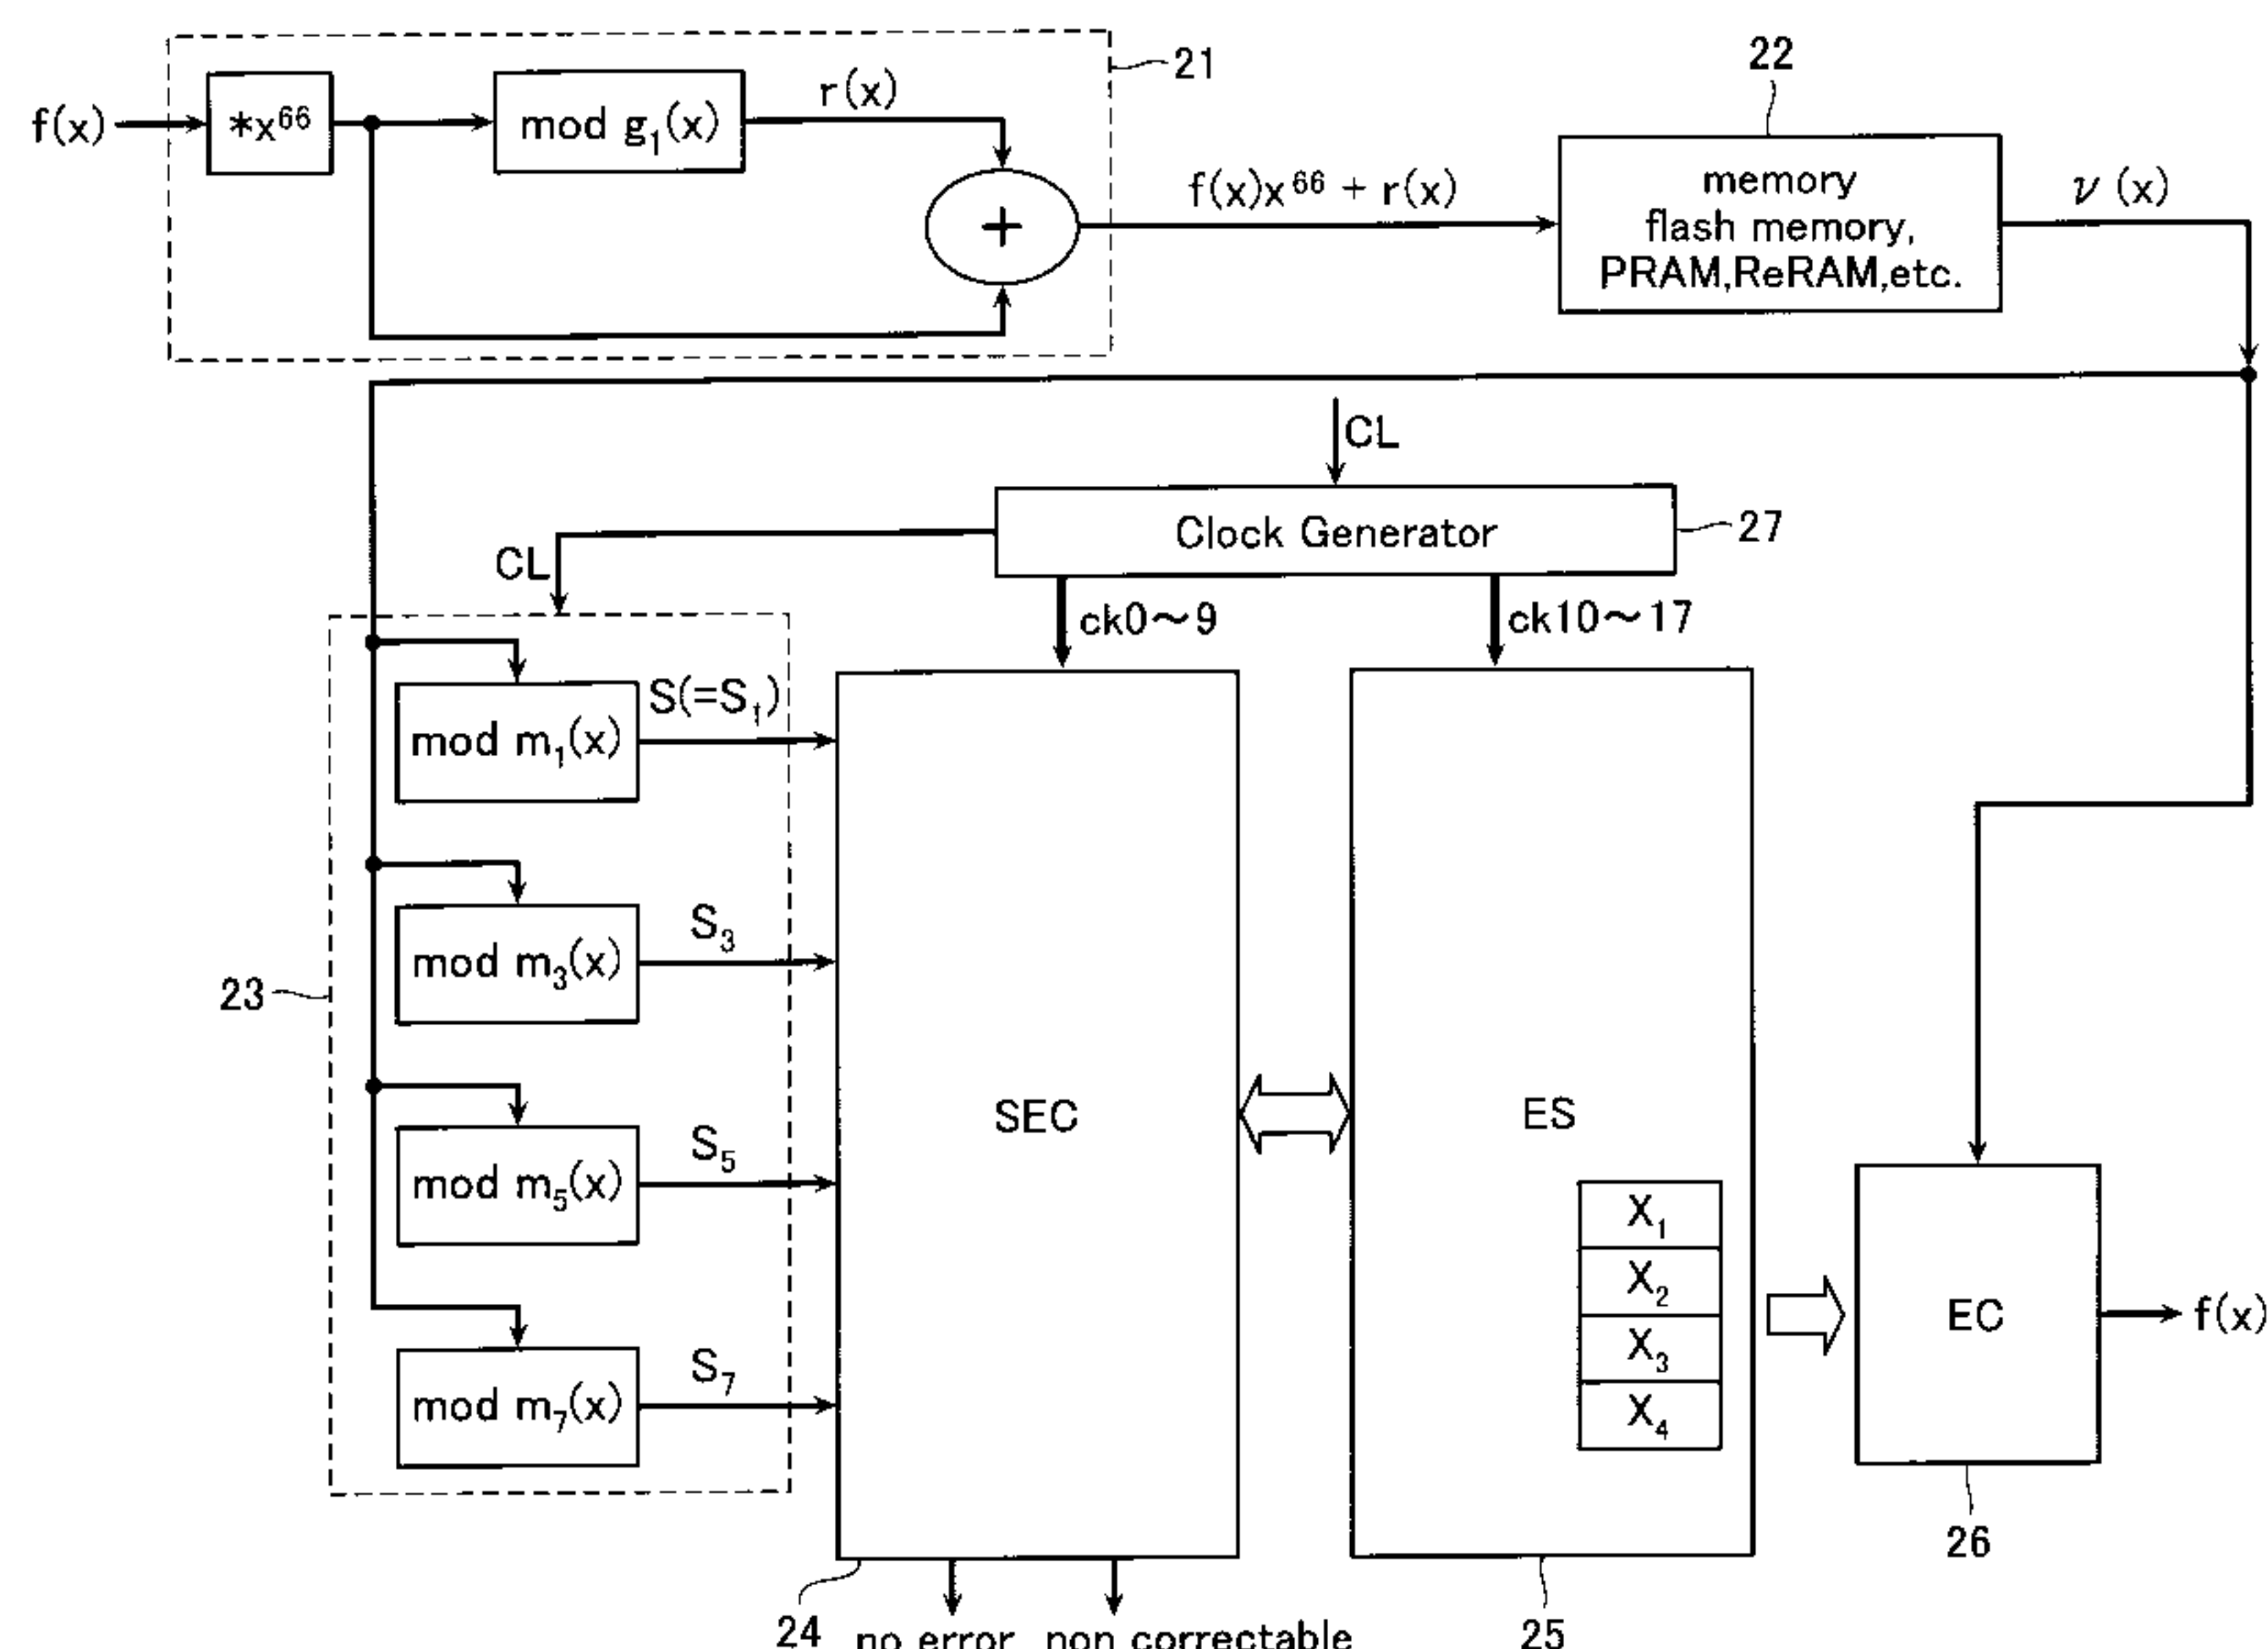 f(x)
*x⁶⁶
mod g₁(x)
r(x)
+
21
f(x)x⁶⁶ + r(x)
22
memory
flash memory,
PRAM,ReRAM,etc.
ν (x)
CL
Clock Generator
27
CL
ck0～9
ck10～17
mod m₁(x)
S(=S₁)
mod m₃(x)
S₃
23
mod m₅(x)
S₅
mod m₇(x)
S₇
SEC
ES
X₁
X₂
X₃
X₄
EC
f(x)
26
24
no error
non correctable
25